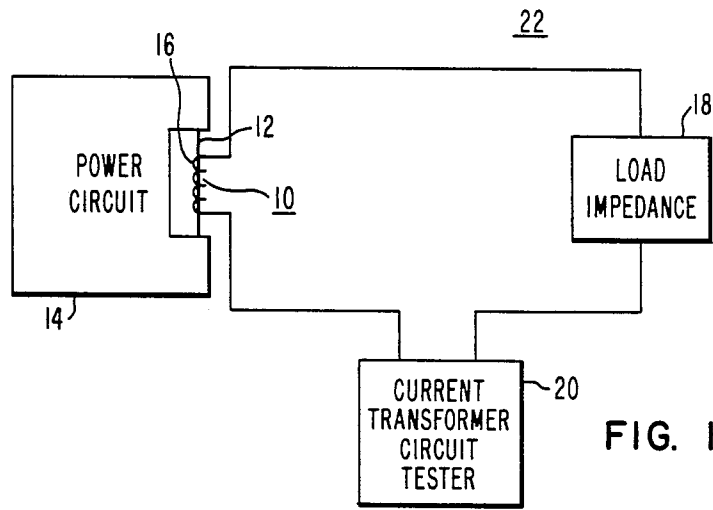 22
16
18
12
POWER
CIRCUIT
10
LOAD
IMPEDANCE
14
CURRENT
TRANSFORMER
CIRCUIT
TESTER
20
FIG. 1